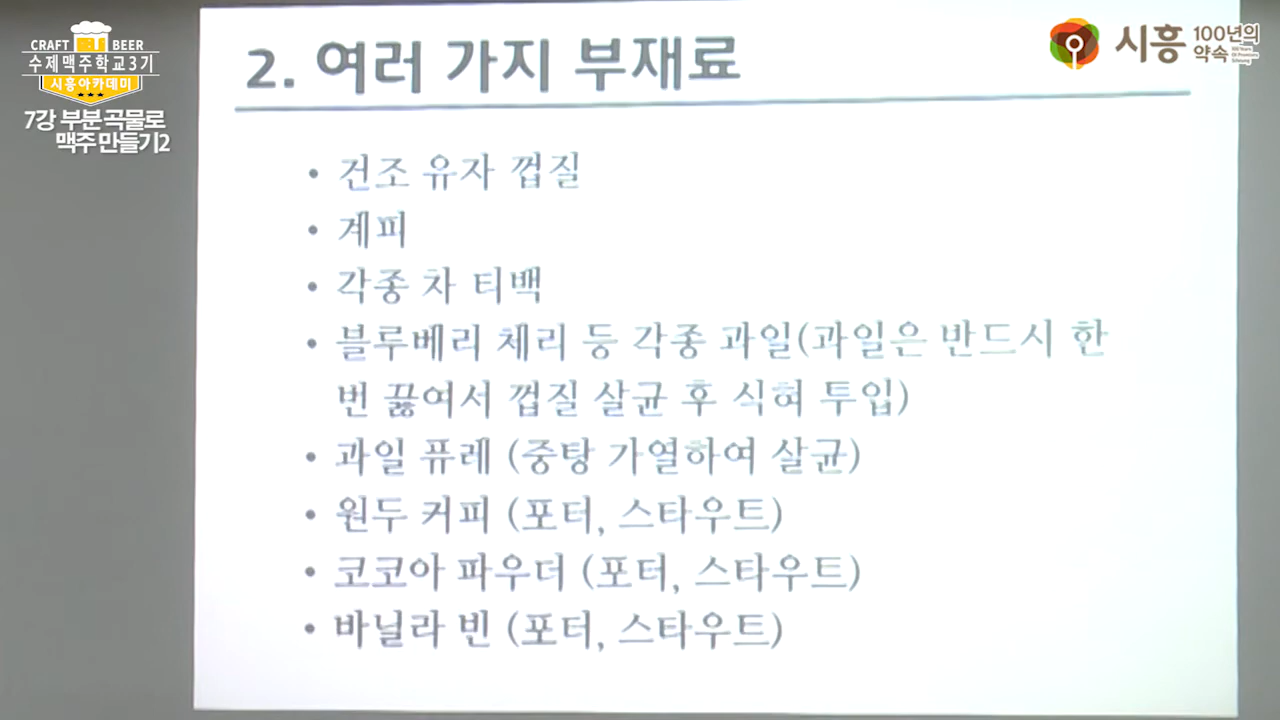 CRAFT BEER
수제맥주학교3기
시흥아카데미
7강 부분 곡물로
맥주 만들기2
시흥 100년의
약속
2. 여러 가지 부재료
• 건조 유자 껍질
• 계피
• 각종 차 티백
• 블루베리 체리 등 각종 과일(과일은 반드시 한
번 끓여서 껍질 살균 후 식혀 투입)
• 과일 퓨레 (중탕 가열하여 살균)
• 원두 커피 (포터, 스타우트)
• 코코아 파우더 (포터, 스타우트)
• 바닐라 빈 (포터, 스타우트)